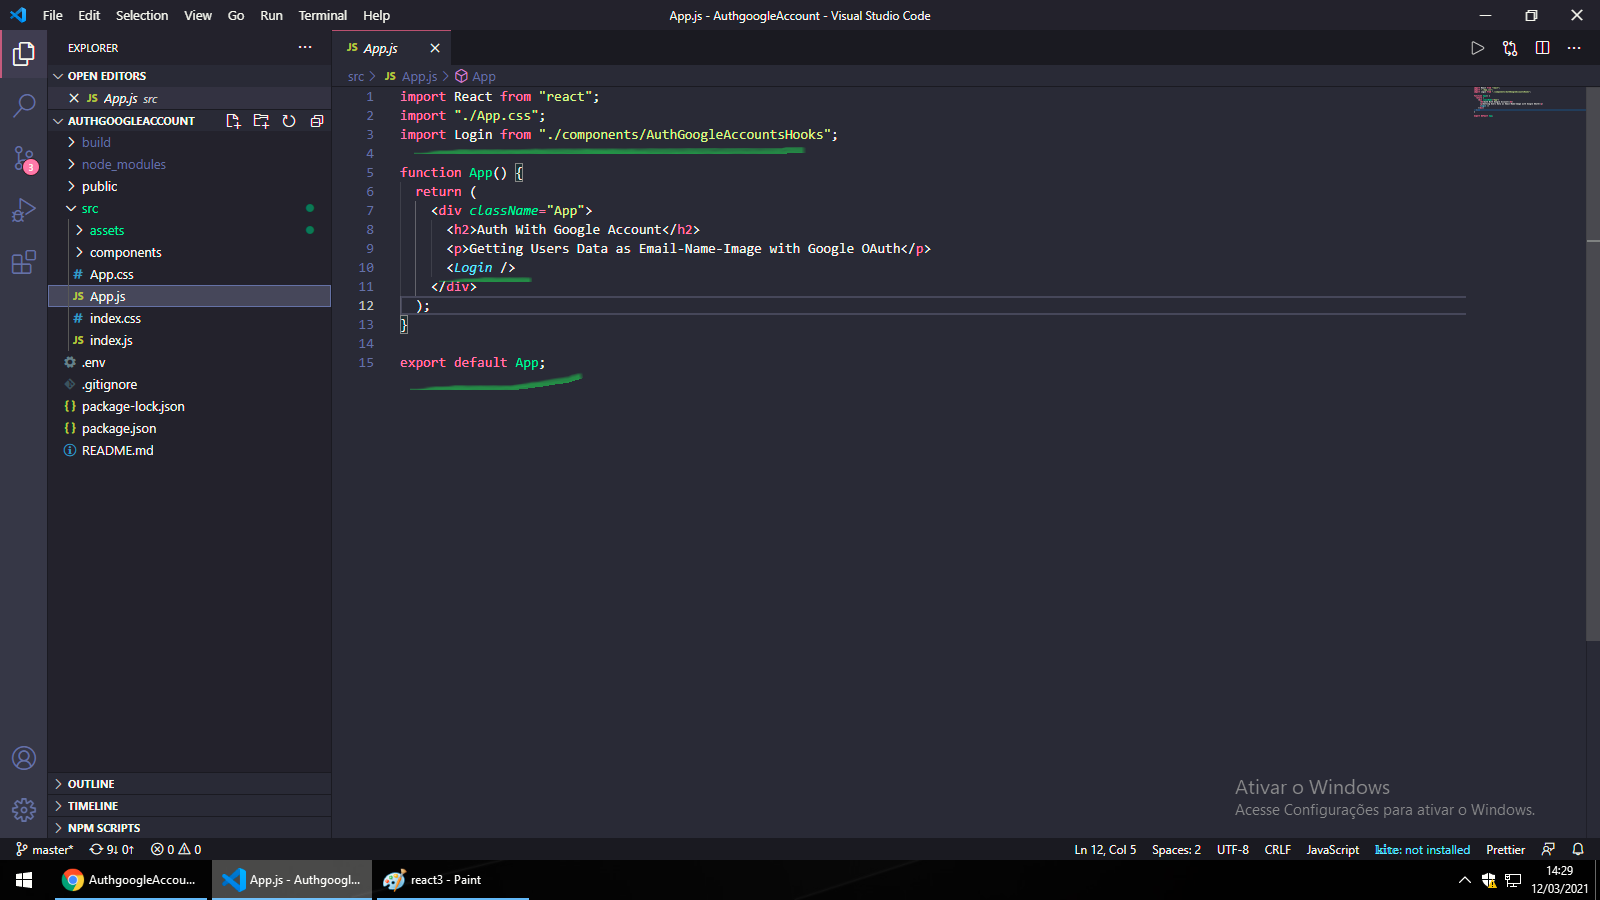 File Edit Selection View Go Run Terminal Help
App.js - AuthgoogleAccount - Visual Studio Code
EXPLORER
OPEN EDITORS
JS App.js src
AUTHGOOGLEACCOUNT
build
node_modules
public
src
assets
components
# App.css
JS App.js
# index.css
JS index.js
.env
.gitignore
{} package-lock.json
{} package.json
README.md
OUTLINE
TIMELINE
NPM SCRIPTS
3
JS App.js
src > JS App.js > App
1 import React from "react";
2 import "./App.css";
3 import Login from "./components/AuthGoogleAccountsHooks";
4
5 function App() {
6 return (
7 <div className="App">
8 <h2>Auth With Google Account</h2>
9 <p>Getting Users Data as Email-Name-Image with Google OAuth</p>
10 <Login />
11 </div>
12 );
13 }
14
15 export default App;
Ativar o Windows
Acesse Configurações para ativar o Windows.
master* 9↓ 0↑ 0 0
Ln 12, Col 5 Spaces: 2 UTF-8 CRLF JavaScript kite: not installed Prettier
AuthgoogleAccou... App.js - Authgoogl... react3 - Paint
14:29
12/03/2021